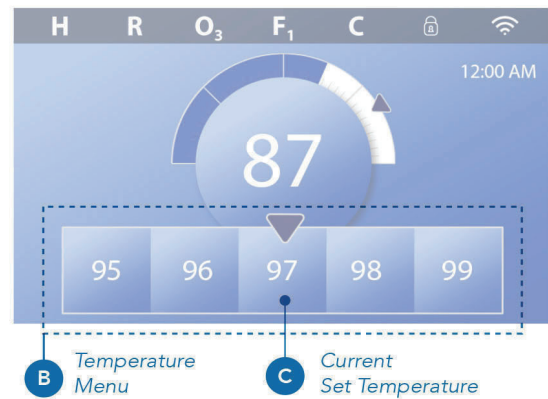 H R O₃ F₁ C
12:00 AM
87
95 96 97 98 99
B Temperature Menu
C Current Set Temperature